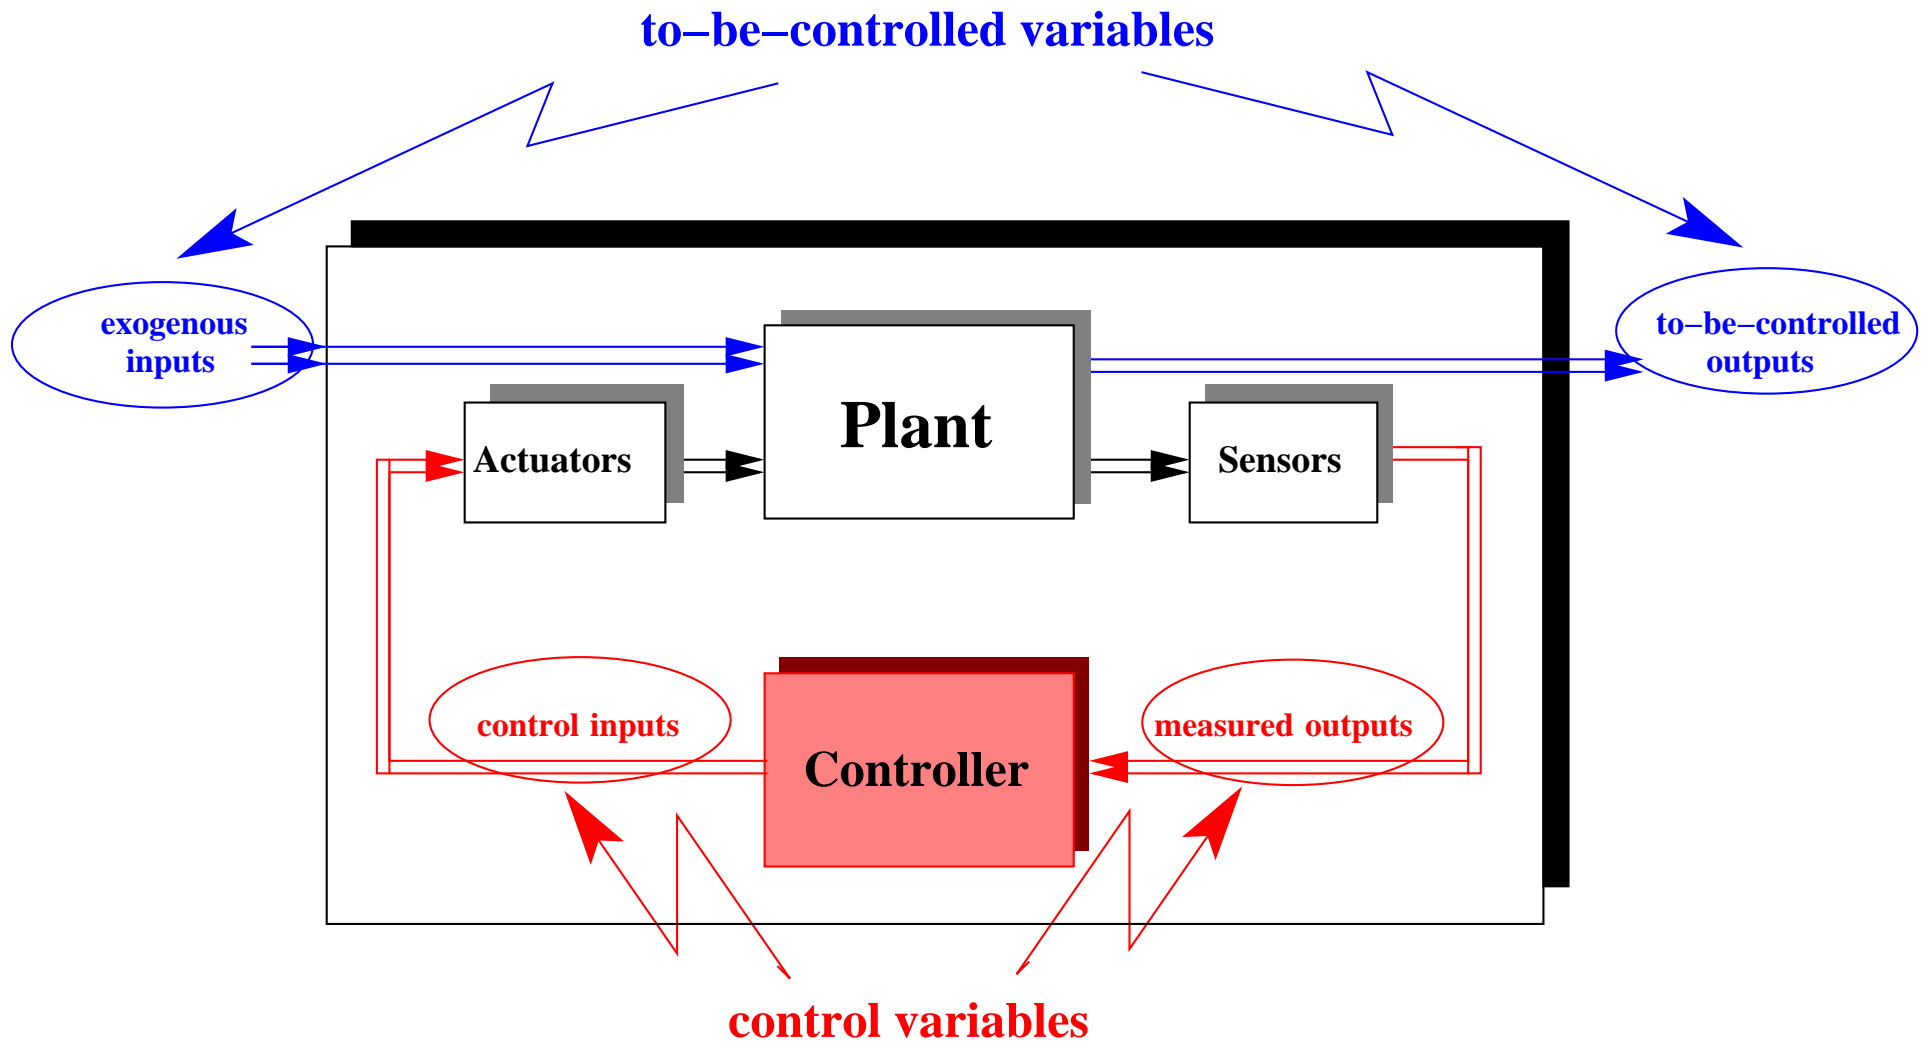 to−be−controlled variables
exogenous
inputs
to−be−controlled
outputs
Plant
Actuators
Sensors
control inputs
measured outputs
Controller
control variables